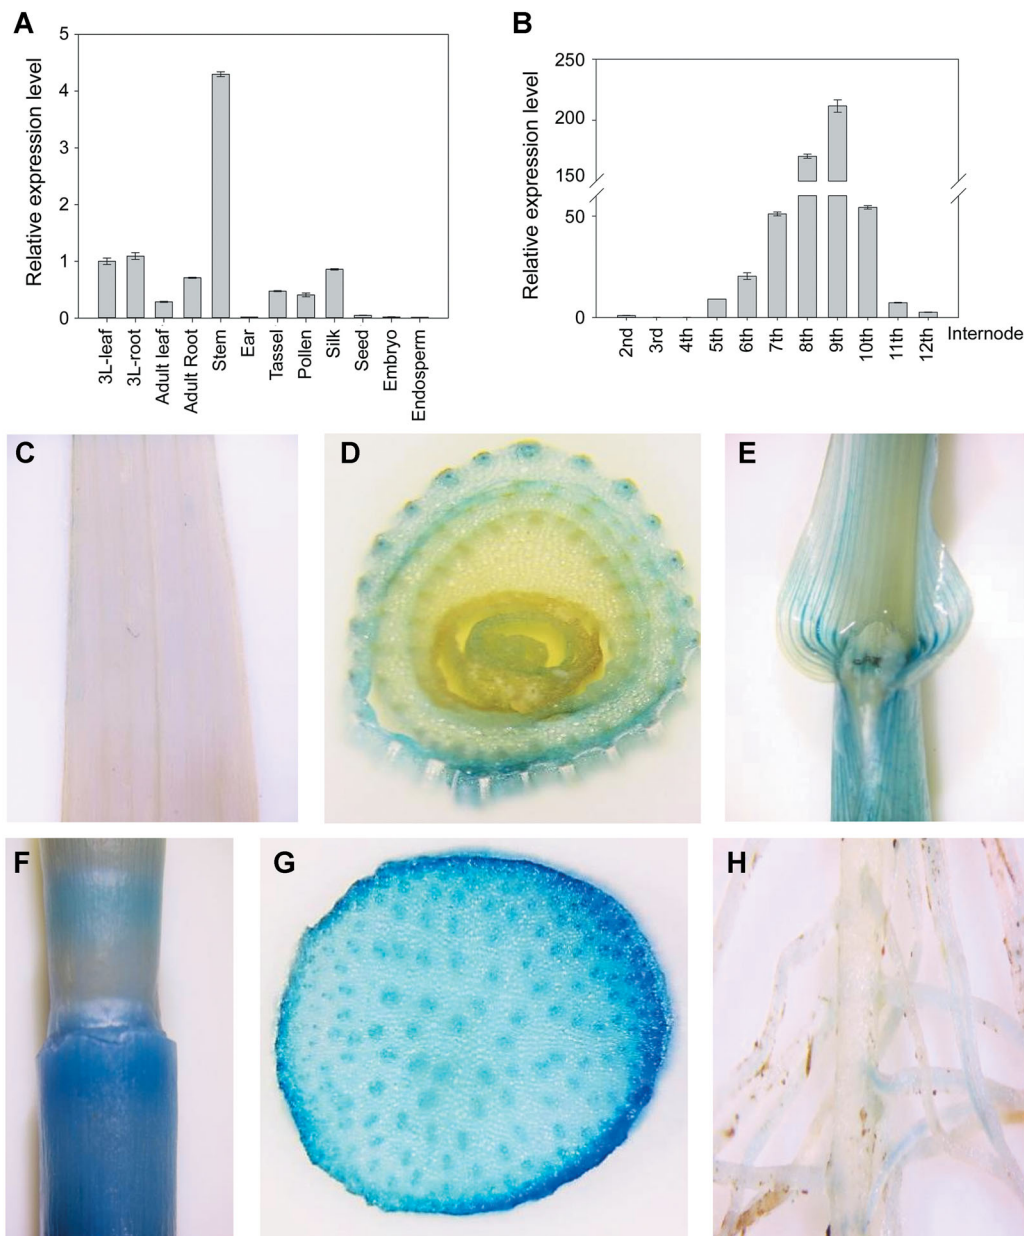 A
Relative expression level
5
4
3
2
1
0
3L-leaf
3L-root
Adult leaf
Adult Root
Stem
Ear
Tassel
Pollen
Silk
Seed
Embryo
Endosperm
B
Relative expression level
250
200
150
50
0
2nd
3rd
4th
5th
6th
7th
8th
9th
10th
11th
12th
Internode
C
D
E
F
G
H